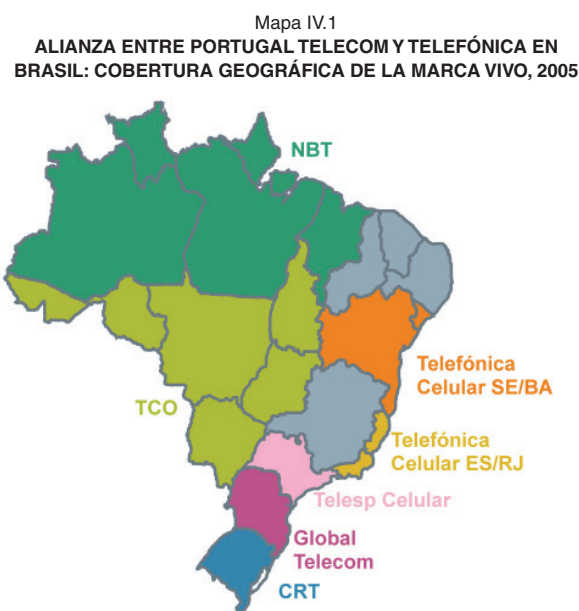 Mapa IV.1
ALIANZA ENTRE PORTUGAL TELECOM Y TELEFÓNICA EN
BRASIL: COBERTURA GEOGRÁFICA DE LA MARCA VIVO, 2005
NBT
Telefónica
Celular SE/BA
TCO
Telefónica
Celular ES/RJ
Telesp Celular
Global
Telecom
CRT